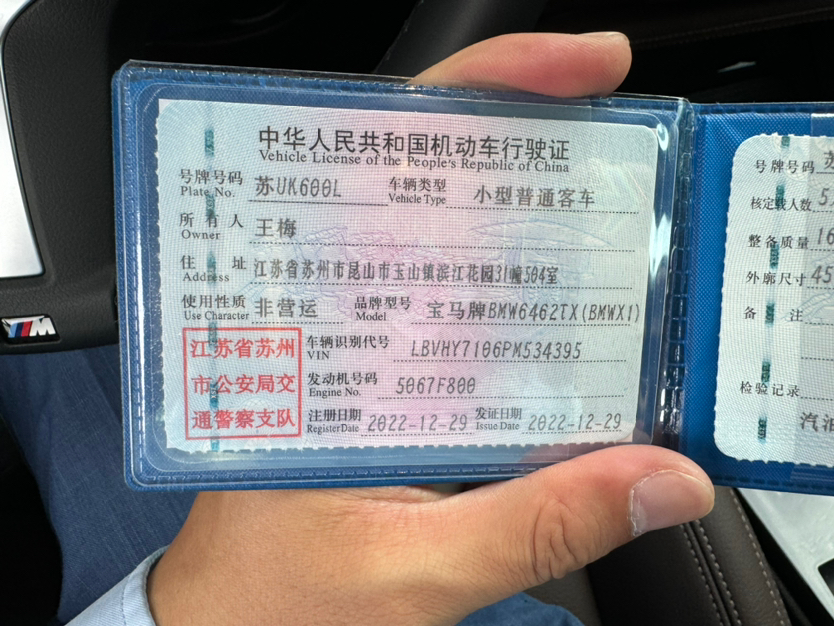 中华人民共和国机动车行驶证
Vehicle License of the People's Republic of China
号牌号码 苏UK600L 车辆类型 小型普通客车
Plate No. Vehicle Type
所有人 王梅
Owner
住址 江苏省苏州市昆山市玉山镇滨江花园31幢504室
Address
使用性质 非营运 品牌型号 宝马牌BMW6462TX(BMWX1)
Use Character Model
江苏省苏州
市公安局交
通警察支队
车辆识别代号 LBVHY7106PM534395
VIN
发动机号码 5067F800
Engine No.
注册日期 2022-12-29 发证日期 2022-12-29
Register Date Issue Date
号牌号码 苏
核定载人数 5
整备质量 16
外廓尺寸 45
备注
检验记录
汽油
M